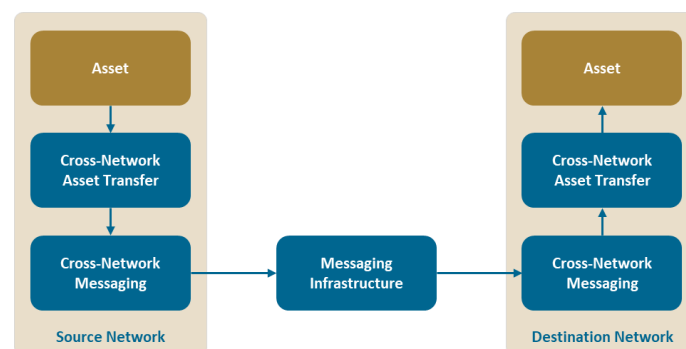 Asset
Cross-Network
Asset Transfer
Cross-Network
Messaging
Source Network
Messaging
Infrastructure
Asset
Cross-Network
Asset Transfer
Cross-Network
Messaging
Destination Network